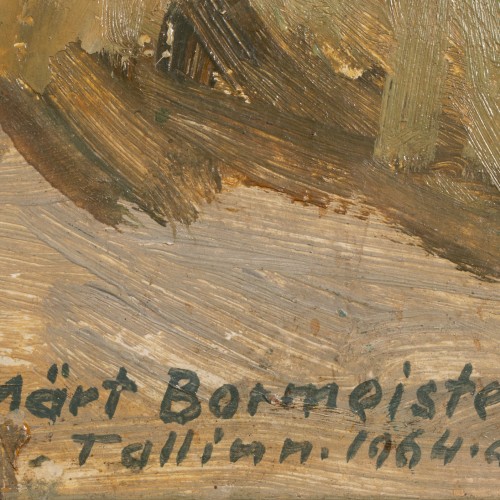 Märt Bormeiste
Tallinn. 1964. a